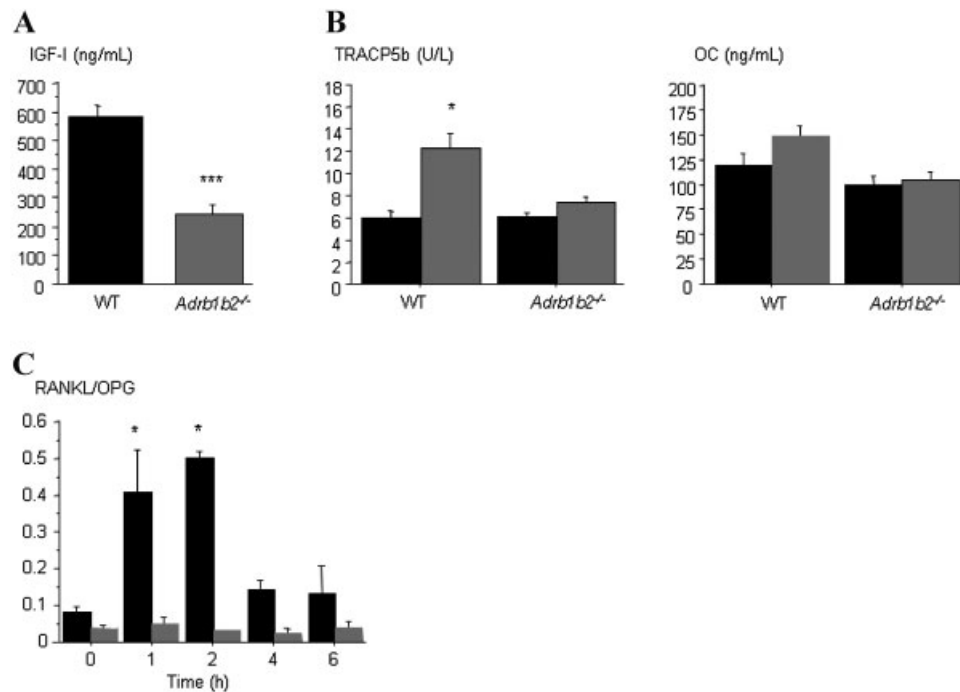 A
IGF-I (ng/mL)
700
600
500
400
300
200
100
0
***
WT
Adrb1b2-/-
B
TRACP5b (U/L)
18
16
14
12
10
8
6
4
2
0
*
WT
Adrb1b2-/-
OC (ng/mL)
200
175
150
125
100
75
50
25
0
WT
Adrb1b2-/-
C
RANKL/OPG
0.6
0.5
0.4
0.3
0.2
0.1
0
*
*
0 1 2 4 6
Time (h)